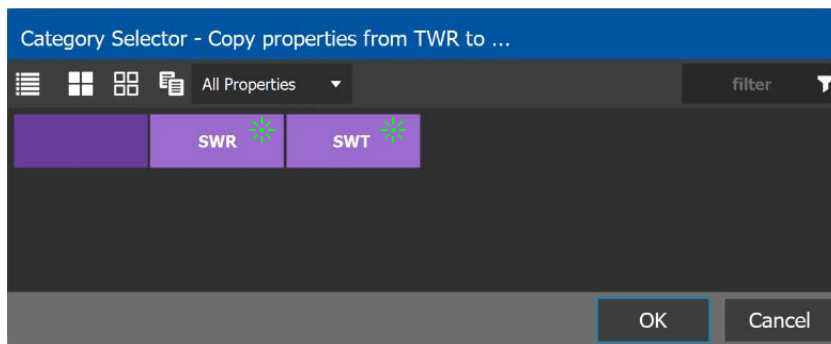 Category Selector - Copy properties from TWR to ...
All Properties filter
SWR SWT
OK Cancel